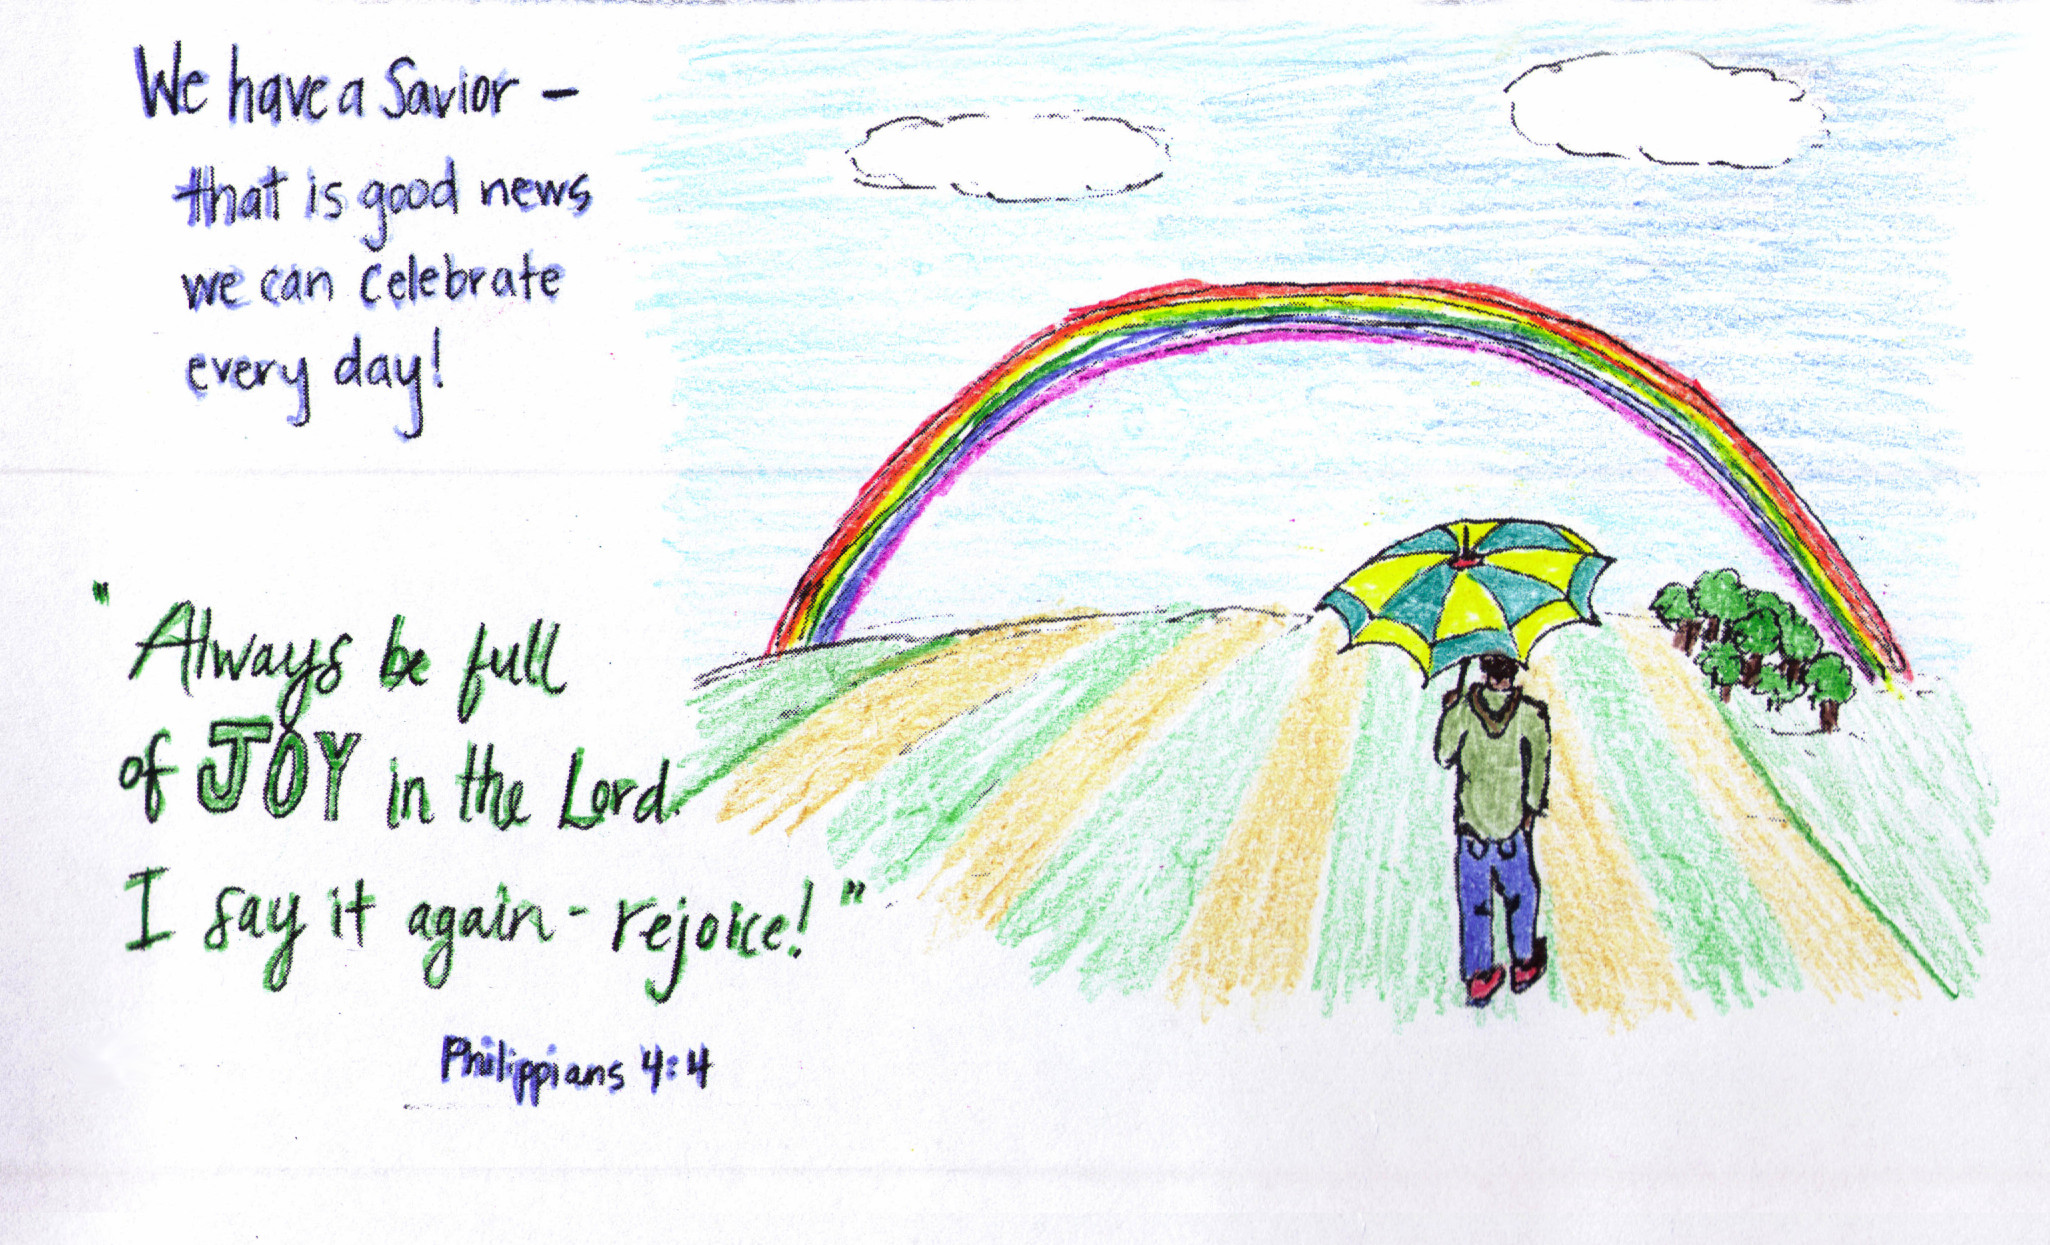 We have a Savior -
that is good news
we can celebrate
every day!
"Always be full
of JOY in the Lord.
I say it again - rejoice!"
Philippians 4:4